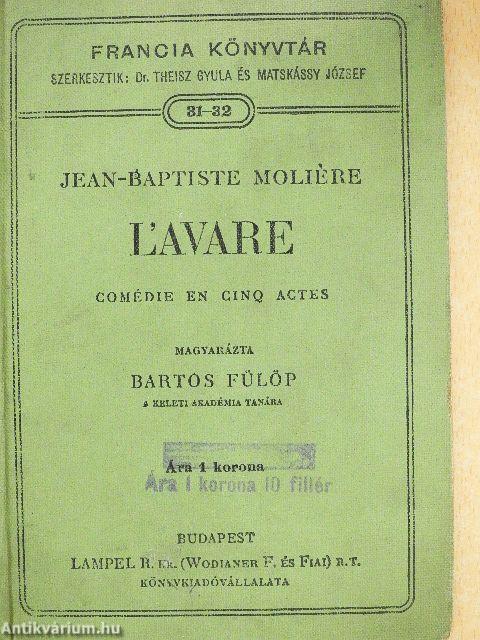 FRANCIA KÖNYVTÁR
SZERKESZTIK: Dr. THEISZ GYULA ÉS MATSKÁSSY JÓZSEF
31–32
JEAN-BAPTISTE MOLIÈRE
L'AVARE
COMÉDIE EN CINQ ACTES
MAGYARÁZTA
BARTOS FÜLÖP
A KELETI AKADÉMIA TANÁRA
Ára 1 korona
Ára 1 korona 10 fillér
BUDAPEST
LAMPEL R. KK. (WODIANER F. ÉS FIAI) R.T.
KÖNYVKIADÓVÁLLALATA
Antikvárium.hu